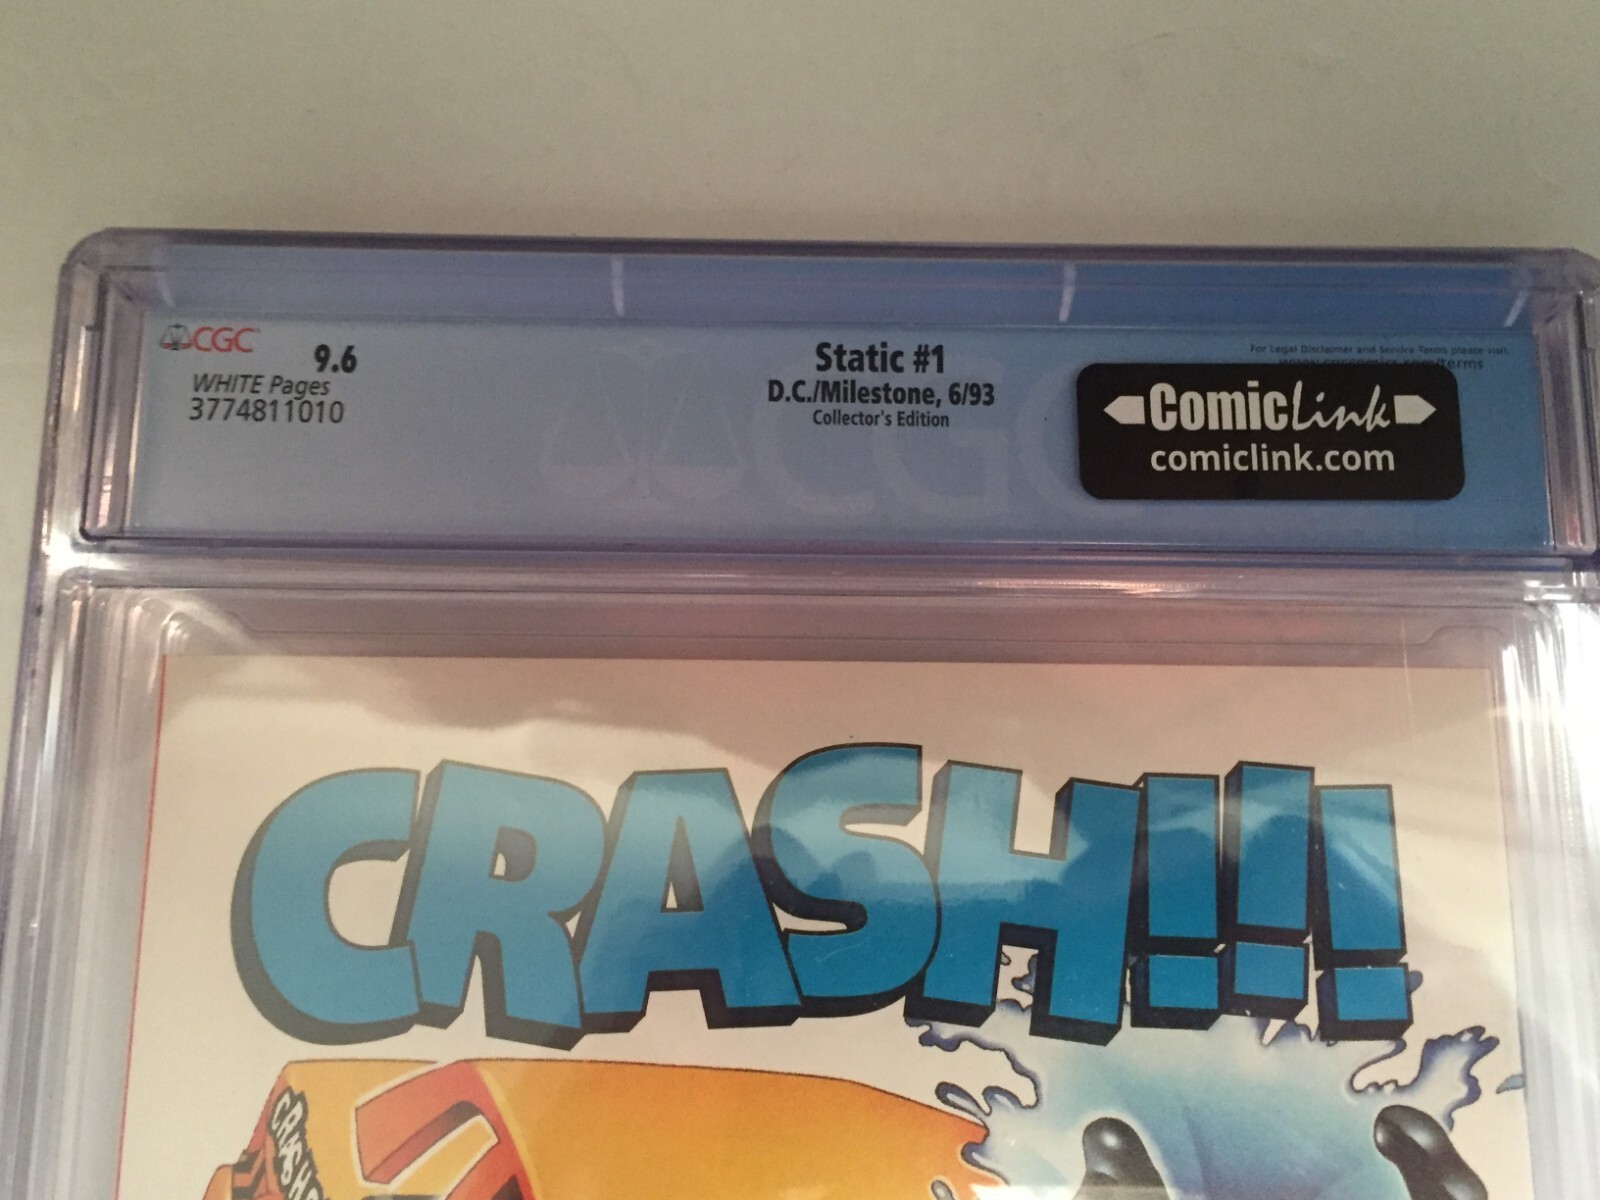 CGC
9.6
WHITE Pages
3774811010
Static #1
D.C./Milestone, 6/93
Collector's Edition
For Legal Disclaimer and Service Terms please visit:
ComicLink
comiclink.com
CGC
CRASH!!!